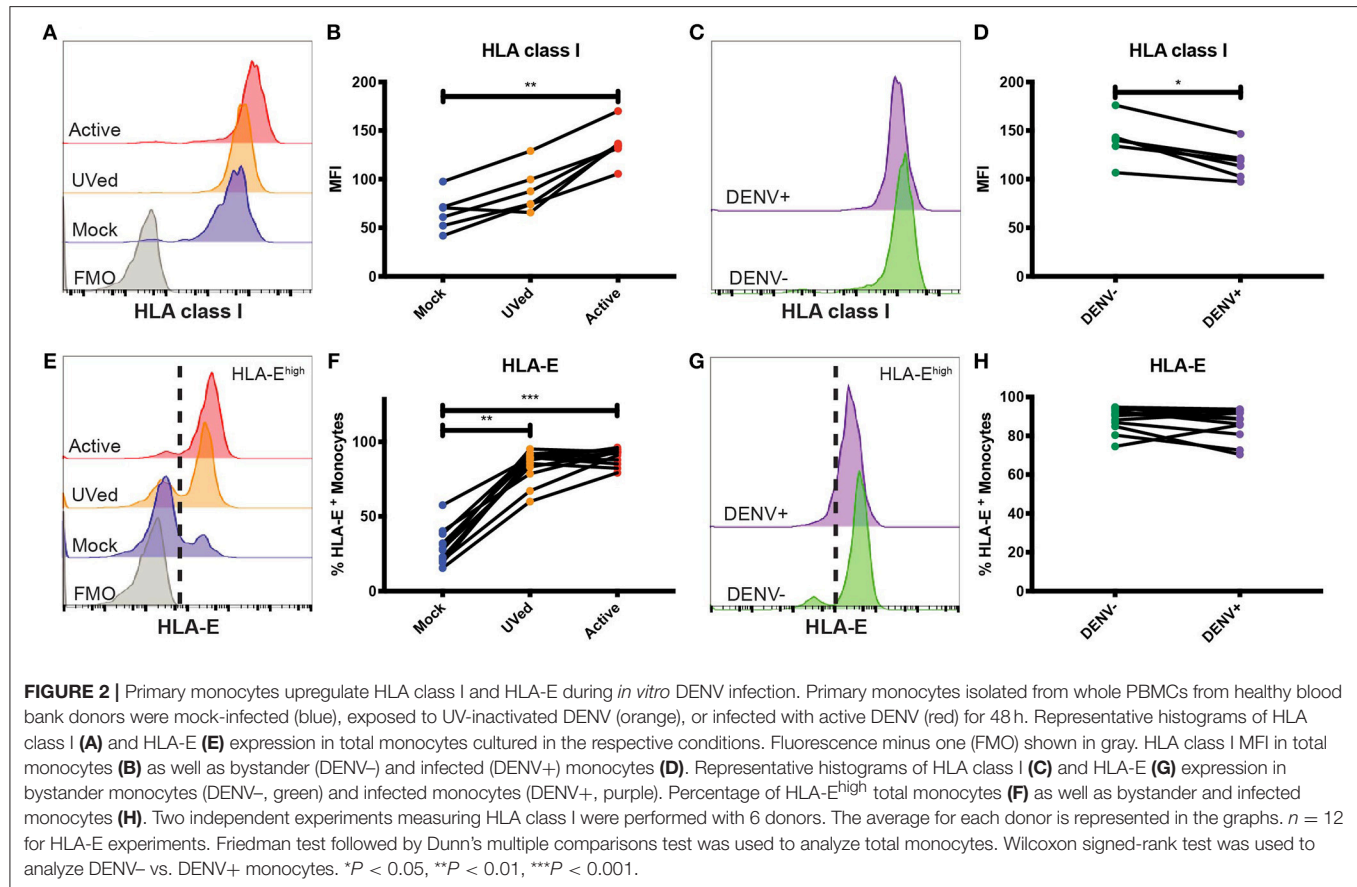 A
Active
UVed
Mock
FMO
HLA class I
B
HLA class I
**
200
150
100
50
0
MFI
Mock
UVed
Active
C
DENV+
DENV-
HLA class I
D
HLA class I
*
200
150
100
50
0
MFI
DENV-
DENV+
E
HLA-E^high
Active
UVed
Mock
FMO
HLA-E
F
HLA-E
***
**
100
50
0
% HLA-E + Monocytes
Mock
UVed
Active
G
HLA-E^high
DENV+
DENV-
HLA-E
H
HLA-E
100
80
60
40
20
0
% HLA-E + Monocytes
DENV-
DENV+
FIGURE 2 | Primary monocytes upregulate HLA class I and HLA-E during in vitro DENV infection. Primary monocytes isolated from whole PBMCs from healthy blood
bank donors were mock-infected (blue), exposed to UV-inactivated DENV (orange), or infected with active DENV (red) for 48 h. Representative histograms of HLA
class I (A) and HLA-E (E) expression in total monocytes cultured in the respective conditions. Fluorescence minus one (FMO) shown in gray. HLA class I MFI in total
monocytes (B) as well as bystander (DENV–) and infected (DENV+) monocytes (D). Representative histograms of HLA class I (C) and HLA-E (G) expression in
bystander monocytes (DENV–, green) and infected monocytes (DENV+, purple). Percentage of HLA-E^high total monocytes (F) as well as bystander and infected
monocytes (H). Two independent experiments measuring HLA class I were performed with 6 donors. The average for each donor is represented in the graphs. n = 12
for HLA-E experiments. Friedman test followed by Dunn's multiple comparisons test was used to analyze total monocytes. Wilcoxon signed-rank test was used to
analyze DENV– vs. DENV+ monocytes. *P < 0.05, **P < 0.01, ***P < 0.001.